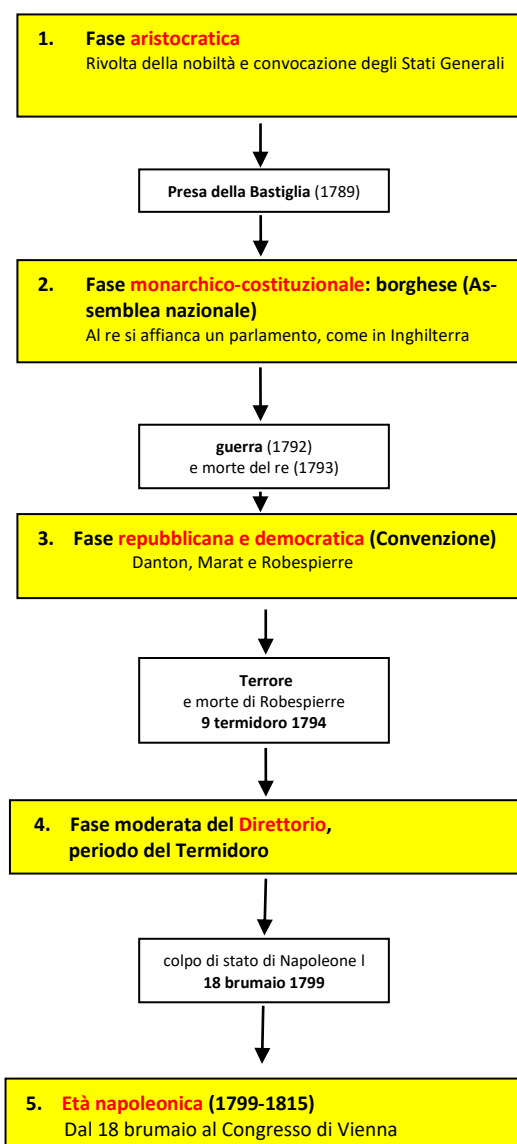 1. Fase aristocratica
Rivolta della nobiltà e convocazione degli Stati Generali
Presa della Bastiglia (1789)
2. Fase monarchico-costituzionale: borghese (As-
semblea nazionale)
Al re si affianca un parlamento, come in Inghilterra
guerra (1792)
e morte del re (1793)
3. Fase repubblicana e democratica (Convenzione)
Danton, Marat e Robespierre
Terrore
e morte di Robespierre
9 termidoro 1794
4. Fase moderata del Direttorio,
periodo del Termidoro
colpo di stato di Napoleone l
18 brumaio 1799
5. Età napoleonica (1799-1815)
Dal 18 brumaio al Congresso di Vienna